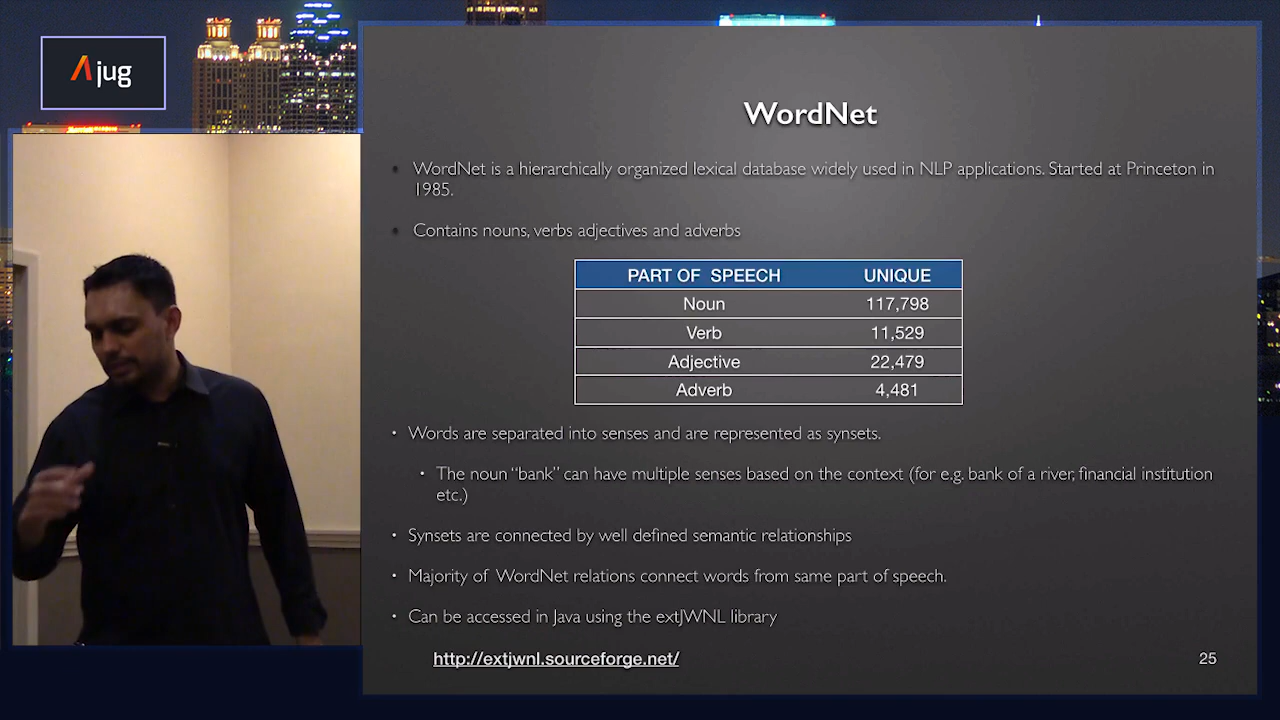 jug
WordNet
• WordNet is a hierarchically organized lexical database widely used in NLP applications. Started at Princeton in
1985.
• Contains nouns, verbs adjectives and adverbs
PART OF SPEECH UNIQUE
Noun 117,798
Verb 11,529
Adjective 22,479
Adverb 4,481
• Words are separated into senses and are represented as synsets.
• The noun “bank” can have multiple senses based on the context (for e.g. bank of a river, financial institution
etc.)
• Synsets are connected by well defined semantic relationships
• Majority of WordNet relations connect words from same part of speech.
• Can be accessed in Java using the extJWNL library
http://extjwnl.sourceforge.net/
25